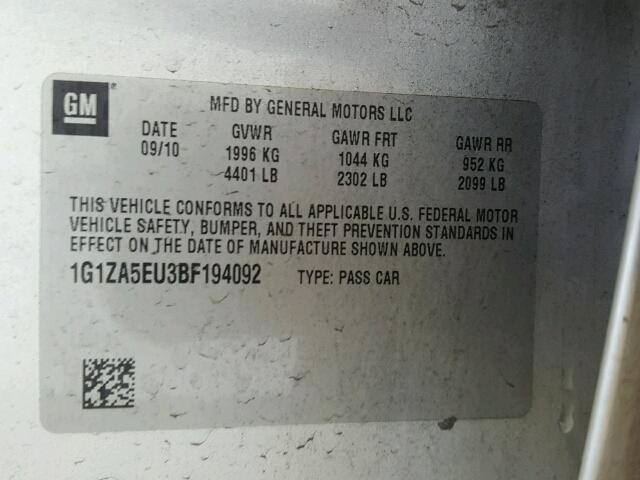 GM
MFD BY GENERAL MOTORS LLC
DATE GVWR GAWR FRT GAWR RR
09/10 1996 KG 1044 KG 952 KG
4401 LB 2302 LB 2099 LB
THIS VEHICLE CONFORMS TO ALL APPLICABLE U.S. FEDERAL MOTOR
VEHICLE SAFETY, BUMPER, AND THEFT PREVENTION STANDARDS IN
EFFECT ON THE DATE OF MANUFACTURE SHOWN ABOVE.
1G1ZA5EU3BF194092 TYPE: PASS CAR